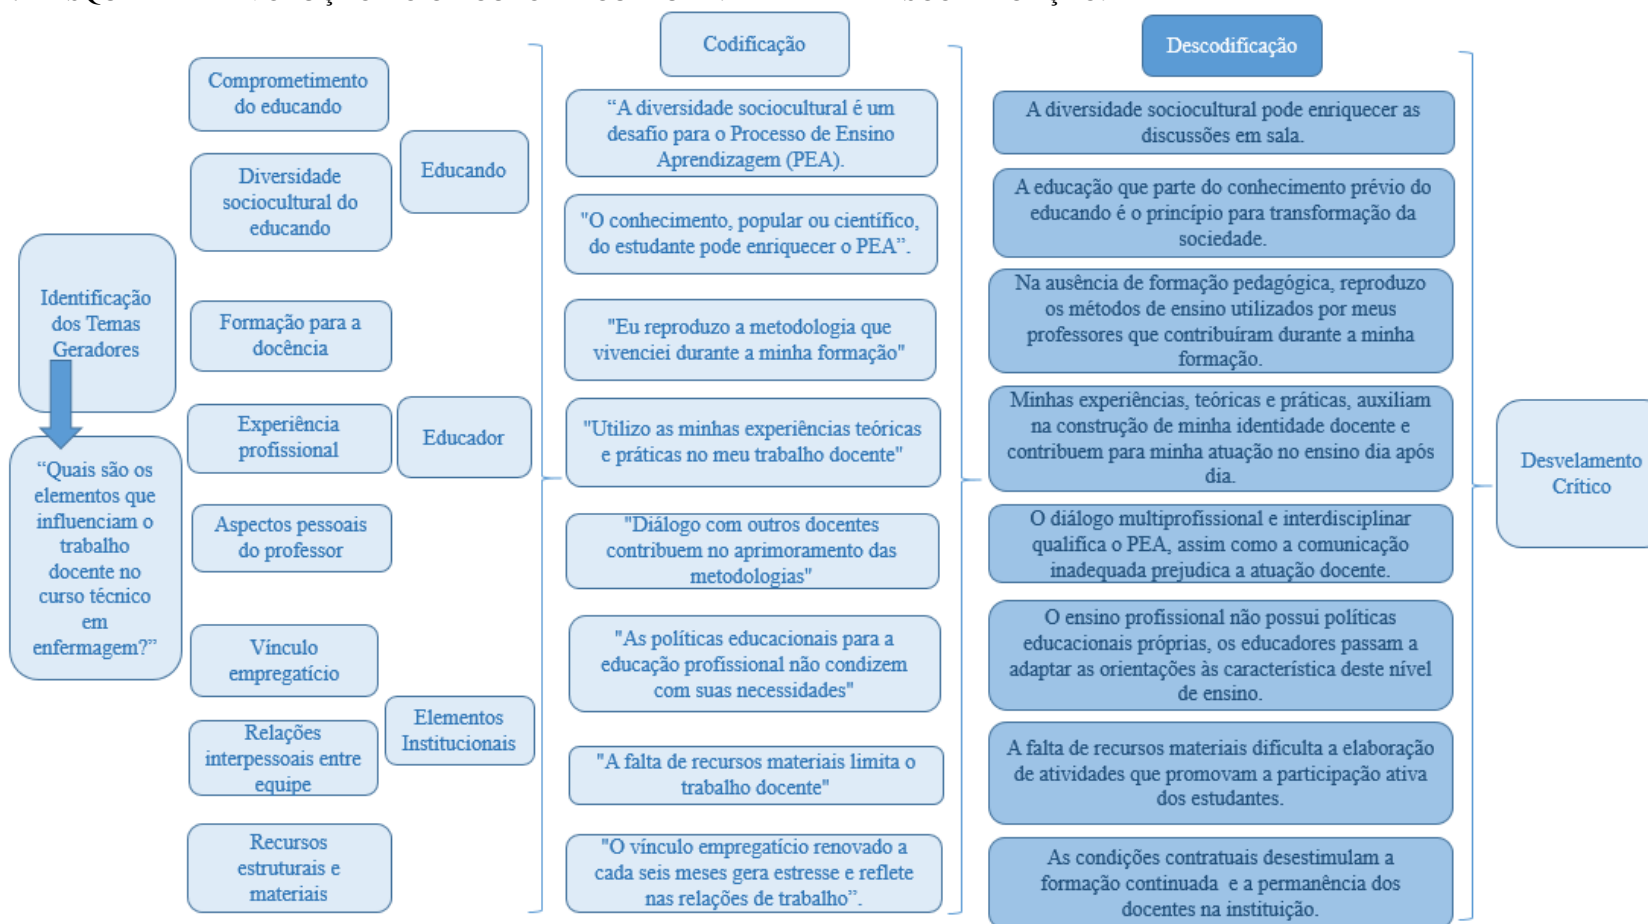 Identificação
dos Temas
Geradores
“Quais são os
elementos que
influenciam o
trabalho
docente no
curso técnico
em
enfermagem?”
Comprometimento
do educando
Diversidade
sociocultural do
educando
Educando
Formação para a
docência
Experiência
profissional
Aspectos pessoais
do professor
Educador
Vínculo
empregatício
Relações
interpessoais entre
equipe
Recursos
estruturais e
materiais
Elementos
Institucionais
Codificação
“A diversidade sociocultural é um
desafio para o Processo de Ensino
Aprendizagem (PEA).
"O conhecimento, popular ou científico,
do estudante pode enriquecer o PEA”.
"Eu reproduzo a metodologia que
vivenciei durante a minha formação"
"Utilizo as minhas experiências teóricas
e práticas no meu trabalho docente"
"Diálogo com outros docentes
contribuem no aprimoramento das
metodologias"
"As políticas educacionais para a
educação profissional não condizem
com suas necessidades"
"A falta de recursos materiais limita o
trabalho docente"
"O vínculo empregatício renovado a
cada seis meses gera estresse e reflete
nas relações de trabalho”.
Descodificação
A diversidade sociocultural pode enriquecer as
discussões em sala.
A educação que parte do conhecimento prévio do
educando é o princípio para transformação da
sociedade.
Na ausência de formação pedagógica, reproduzo
os métodos de ensino utilizados por meus
professores que contribuíram durante a minha
formação.
Minhas experiências, teóricas e práticas, auxiliam
na construção de minha identidade docente e
contribuem para minha atuação no ensino dia após
dia.
O diálogo multiprofissional e interdisciplinar
qualifica o PEA, assim como a comunicação
inadequada prejudica a atuação docente.
O ensino profissional não possui políticas
educacionais próprias, os educadores passam a
adaptar as orientações às característica deste nível
de ensino.
A falta de recursos materiais dificulta a elaboração
de atividades que promovam a participação ativa
dos estudantes.
As condições contratuais desestimulam a
formação continuada e a permanência dos
docentes na instituição.
Desvelamento
Crítico